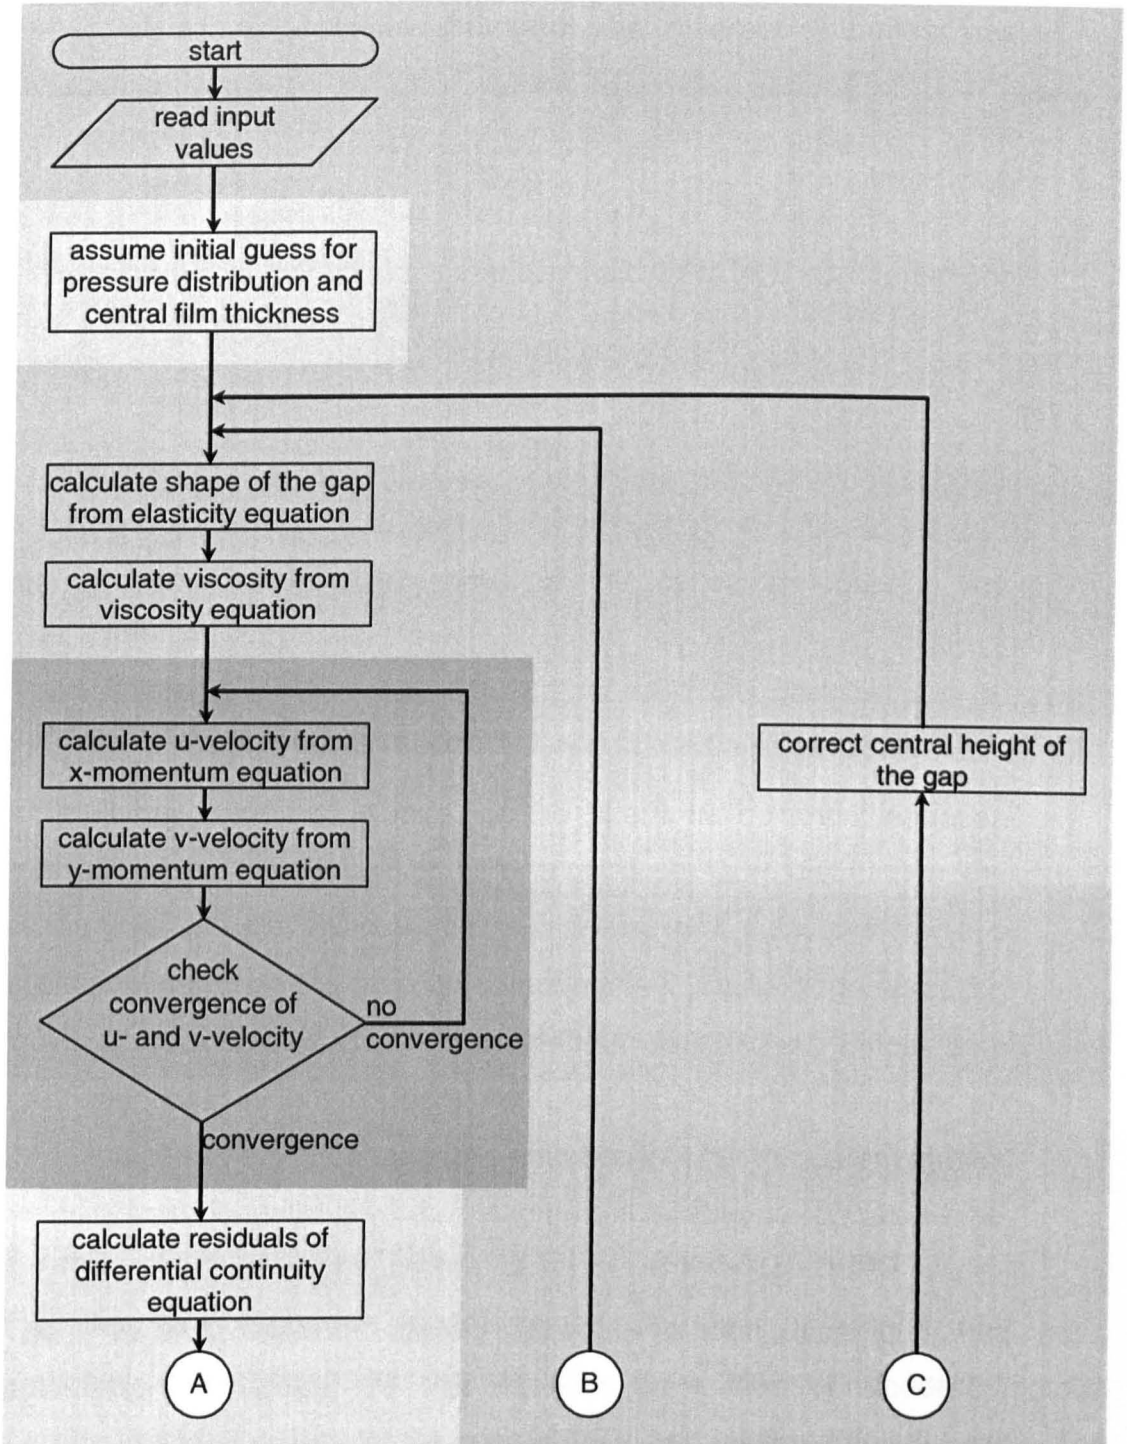 start
read input
values
assume initial guess for
pressure distribution and
central film thickness
calculate shape of the gap
from elasticity equation
calculate viscosity from
viscosity equation
calculate u-velocity from
x-momentum equation
correct central height of
the gap
calculate v-velocity from
y-momentum equation
check
convergence of
u- and v-velocity
no
convergence
convergence
calculate residuals of
differential continuity
equation
A
B
C